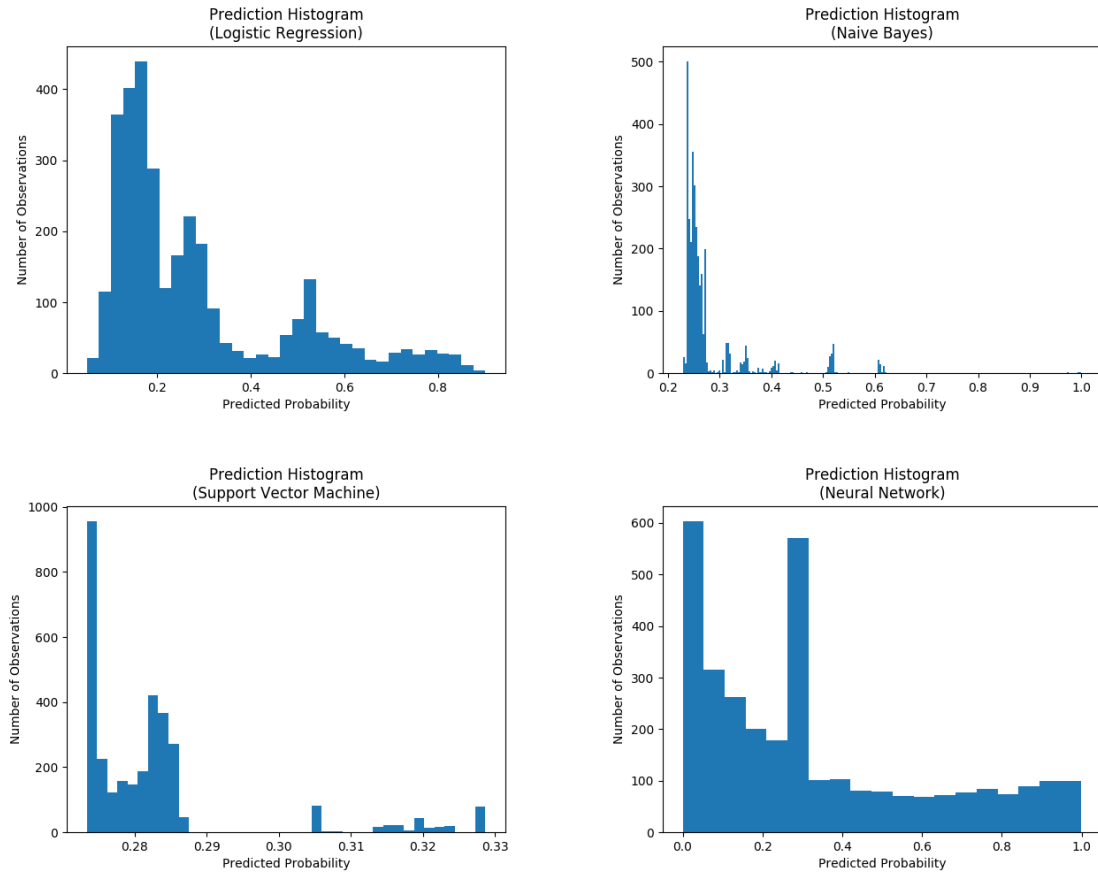 Prediction Histogram
(Logistic Regression)
Number of Observations
400
300
200
100
0
0.2 0.4 0.6 0.8
Predicted Probability
Prediction Histogram
(Naive Bayes)
Number of Observations
500
400
300
200
100
0
0.2 0.3 0.4 0.5 0.6 0.7 0.8 0.9 1.0
Predicted Probability
Prediction Histogram
(Support Vector Machine)
Number of Observations
1000
800
600
400
200
0
0.28 0.29 0.30 0.31 0.32 0.33
Predicted Probability
Prediction Histogram
(Neural Network)
Number of Observations
600
500
400
300
200
100
0
0.0 0.2 0.4 0.6 0.8 1.0
Predicted Probability